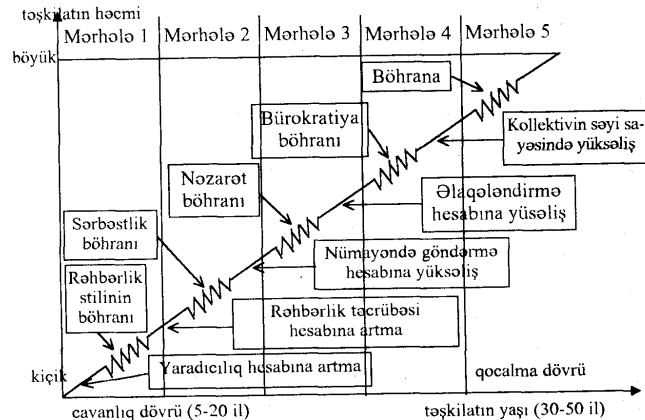 təşkilatın həcmi
Mərhələ 1 Mərhələ 2 Mərhələ 3 Mərhələ 4 Mərhələ 5
böyük
Böhrana
Bürokratiya
böhranı
Kollektivin səyi sa-
yəsində yüksəliş
Nəzarət
böhranı
Əlaqələndirmə
hesabına yüsəliş
Sərbəstlik
böhranı
Nümayəndə göndərmə
hesabına yüksəliş
Rəhbərlik
stilinin
böhranı
Rəhbərlik təcrübəsi
hesabına artma
kiçik
Yaradıcılıq hesabına artma
qocalma dövrü
cavanlıq dövrü (5-20 il)
təşkilatın yaşı (30-50 il)